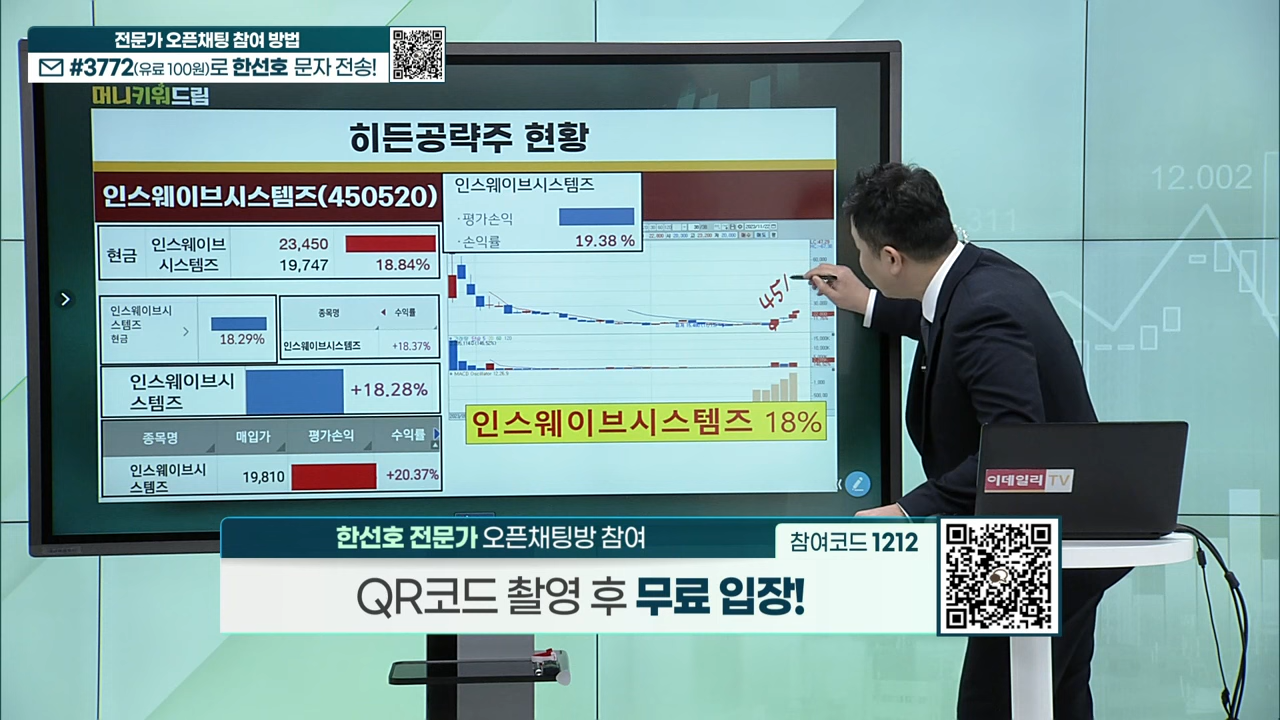 전문가 오픈채팅 참여 방법
#3772(유료 100원)로 한선호 문자 전송!
머니키워드림
히든공략주 현황
인스웨이브시스템즈(450520)
인스웨이브시스템즈
·평가손익
·손익률 19.38 %
현금 인스웨이브 시스템즈
23,450
19,747 18.84%
인스웨이브시
스템즈
현금
18.29%
종목명 수익률
인스웨이브시스템즈 +18.37%
인스웨이브시
스템즈
+18.28%
종목명 매입가 평가손익 수익률
인스웨이브시
스템즈
19,810 +20.37%
인스웨이브시스템즈 18%
12.002
311
이데일리TV
한선호 전문가 오픈채팅방 참여
참여코드 1212
QR코드 촬영 후 무료 입장!